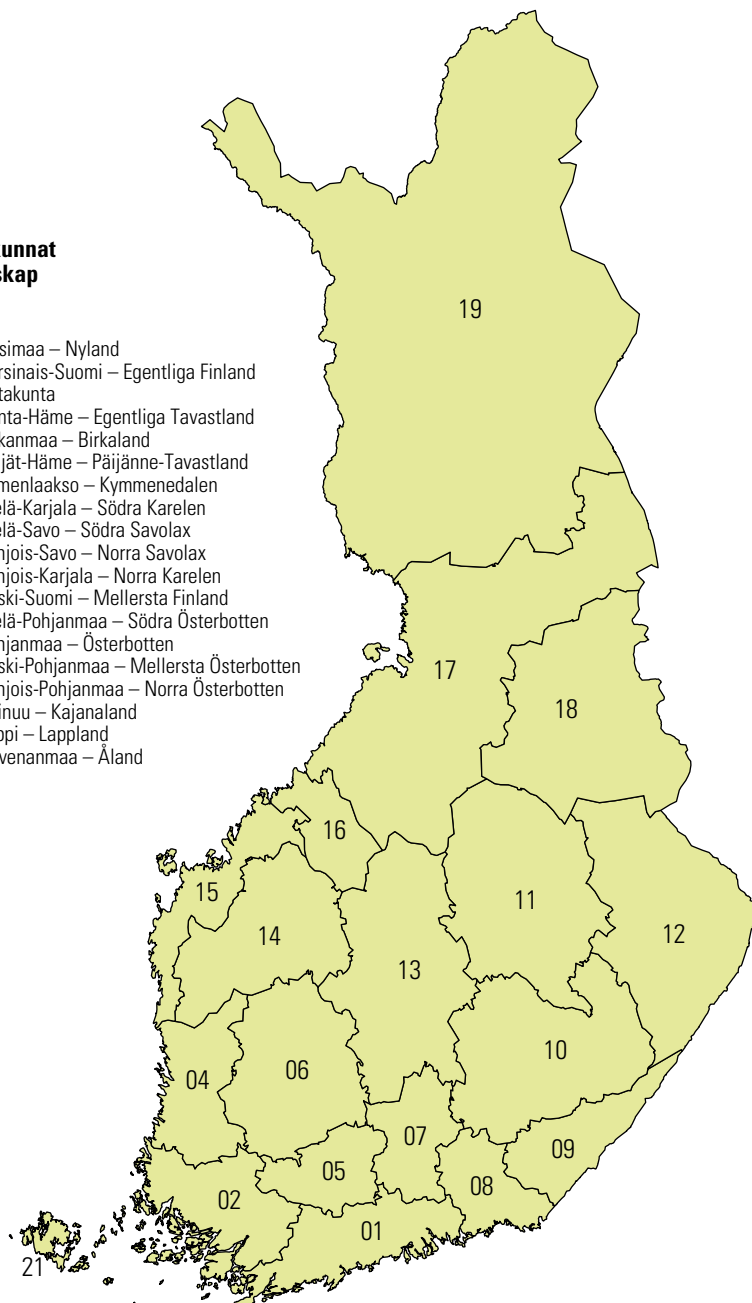 kunnat
skap
simaa – Nyland
rsinais-Suomi – Egentliga Finland
takunta
nta-Häme – Egentliga Tavastland
kanmaa – Birkaland
ijät-Häme – Päijänne-Tavastland
menlaakso – Kymmenedalen
elä-Karjala – Södra Karelen
elä-Savo – Södra Savolax
hjois-Savo – Norra Savolax
hjois-Karjala – Norra Karelen
ski-Suomi – Mellersta Finland
elä-Pohjanmaa – Södra Österbotten
hjanmaa – Österbotten
ski-Pohjanmaa – Mellersta Österbotten
hjois-Pohjanmaa – Norra Österbotten
inuu – Kajanaland
ppi – Lappland
venanmaa – Åland
19
17
18
16
15
11
12
14
13
10
04
06
07
09
05
08
02
01
21